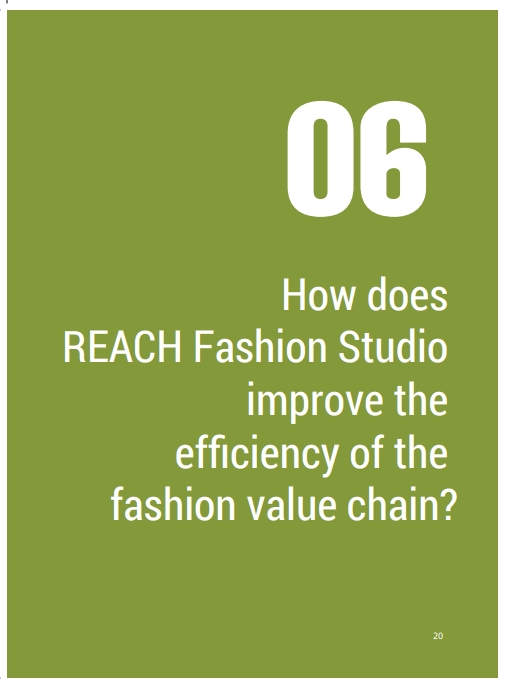 06
How does
REACH Fashion Studio
improve the
efficiency of the
fashion value chain?
20